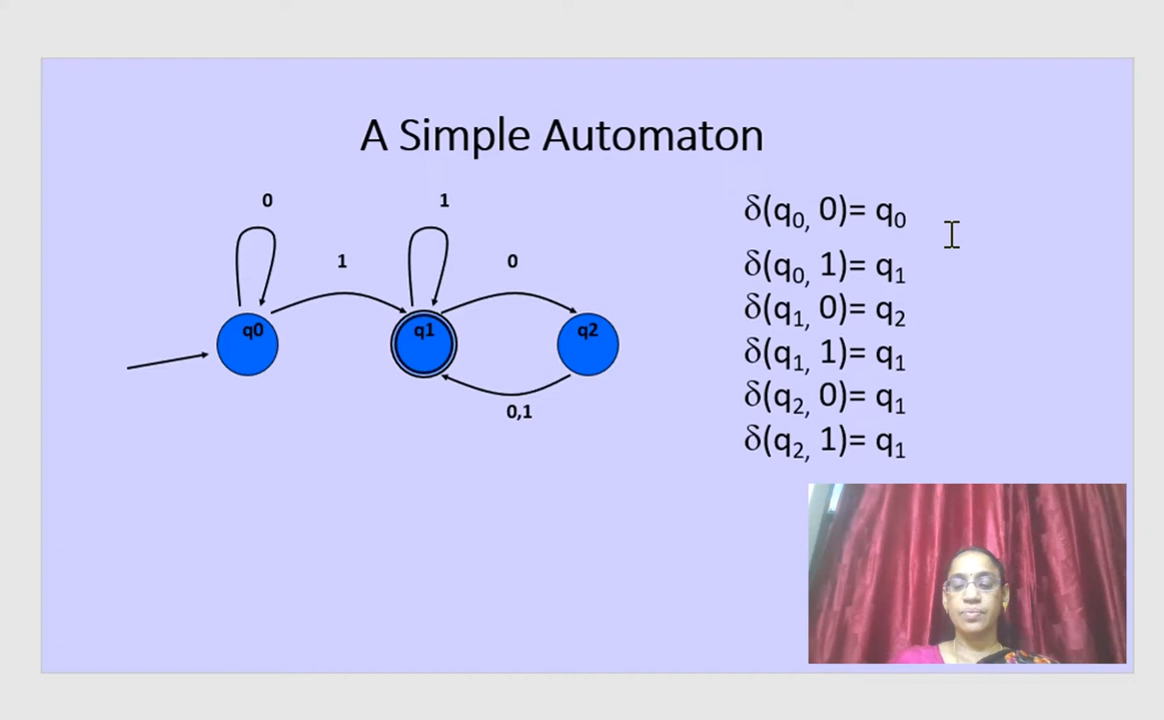 A Simple Automaton
0
1
1
0
q0
q1
q2
0,1
δ(q0, 0)= q0
δ(q0, 1)= q1
δ(q1, 0)= q2
δ(q1, 1)= q1
δ(q2, 0)= q1
δ(q2, 1)= q1